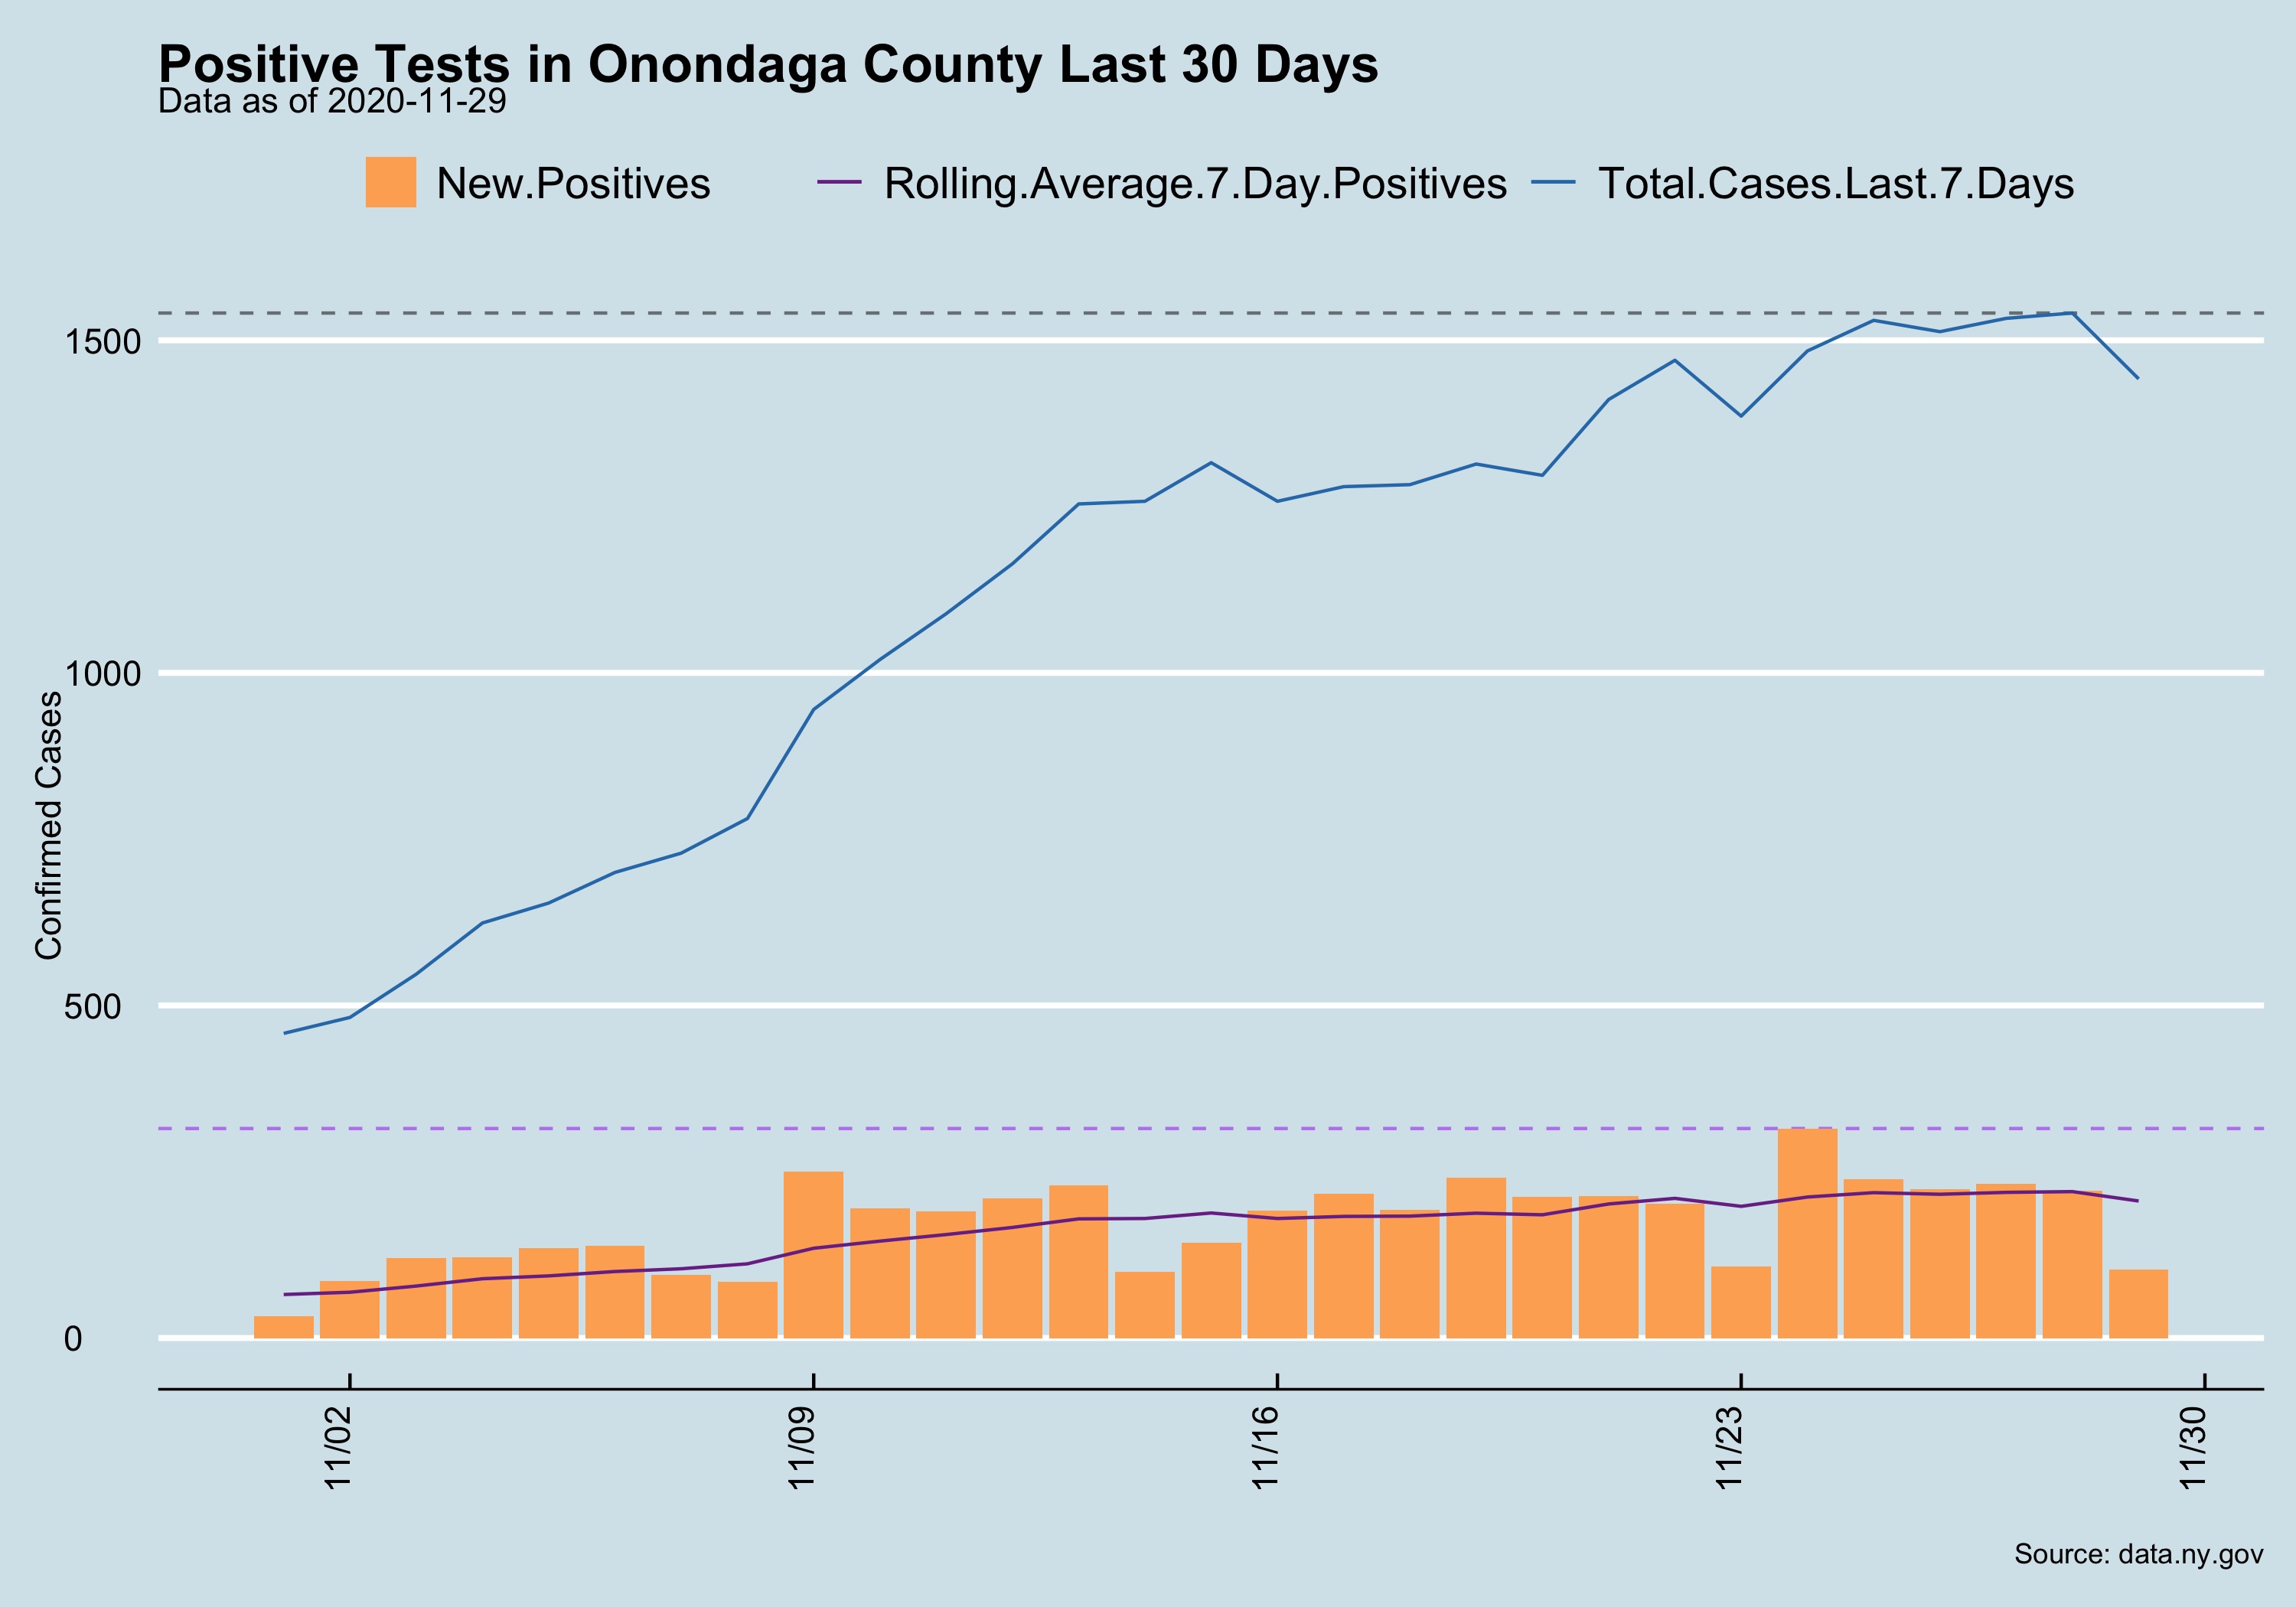 Positive Tests in Onondaga County Last 30 Days
Data as of 2020-11-29
New.Positives
Rolling.Average.7.Day.Positives
Total.Cases.Last.7.Days
Confirmed Cases
1500
1000
500
0
11/02
11/09
11/16
11/23
11/30
Source: data.ny.gov